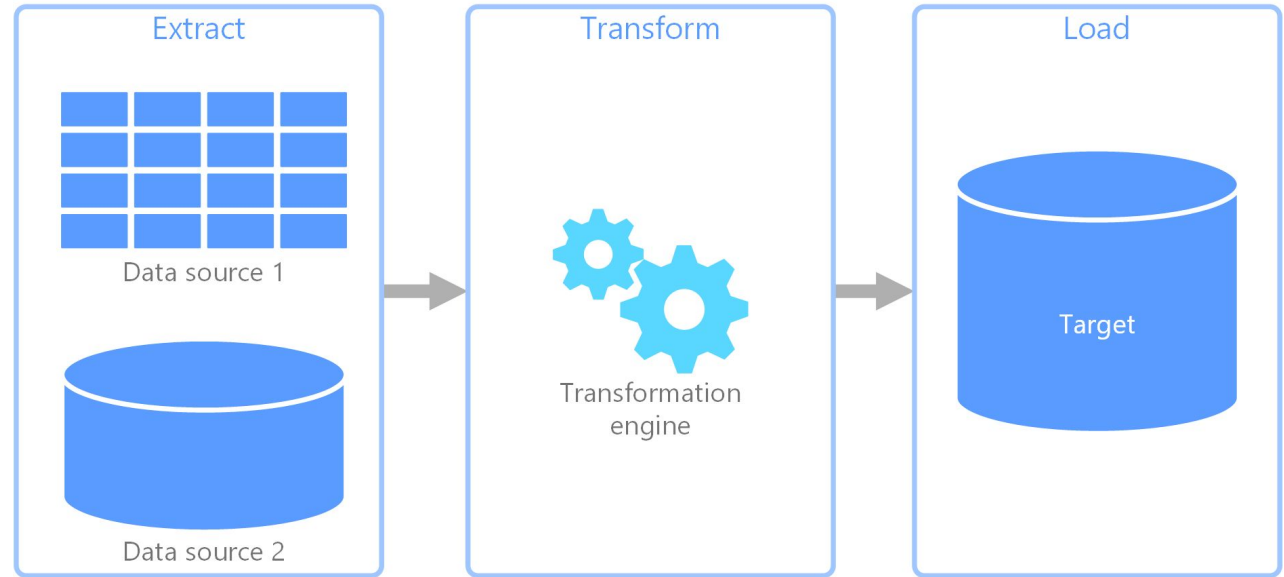 Extract
Data source 1
Data source 2
Transform
Transformation
engine
Load
Target